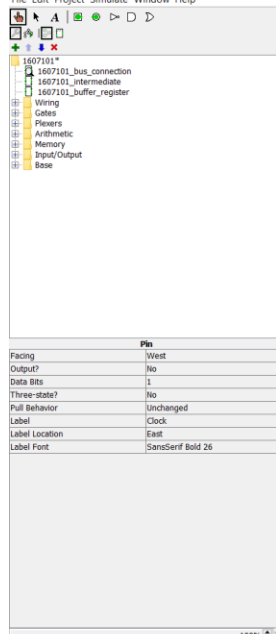 File Edit Project Simulate Window Help
A
1607101*
1607101_bus_connection
1607101_intermediate
1607101_buffer_register
Wiring
Gates
Plexers
Arithmetic
Memory
Input/Output
Base
Pin
Facing West
Output? No
Data Bits 1
Three-state? No
Pull Behavior Unchanged
Label Clock
Label Location East
Label Font SansSerif Bold 26